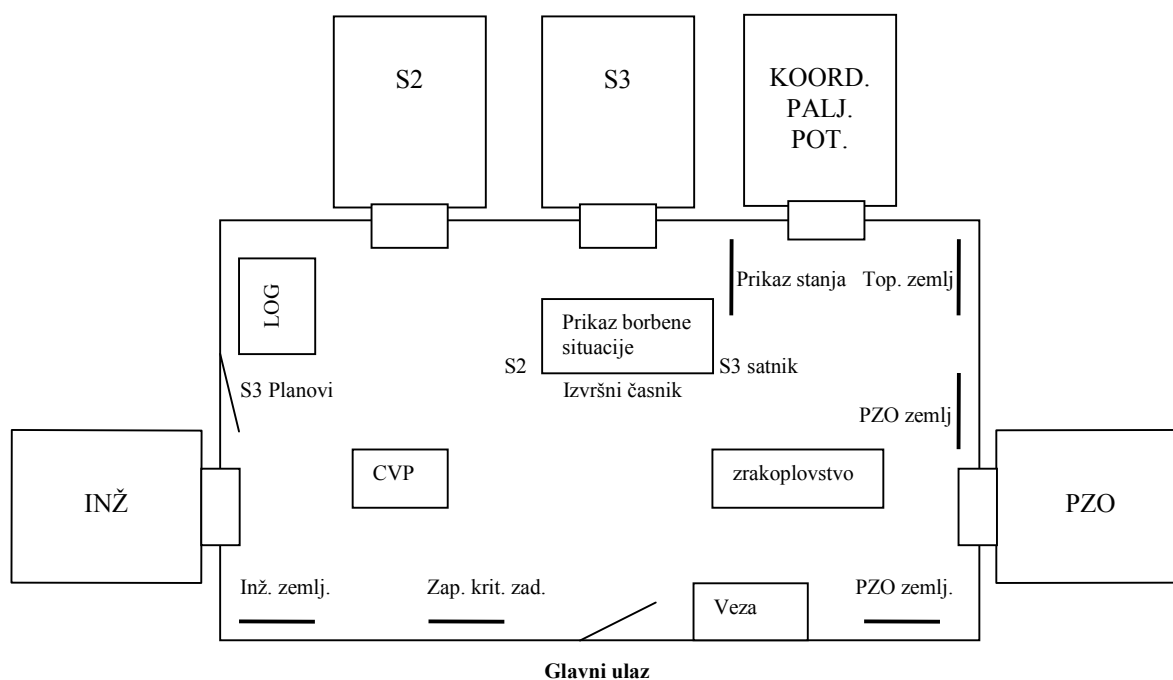 S2
S3
KOORD.
PALJ.
POT.
LOG
Prikaz stanja
Top. zemlj
Prikaz borbene
situacije
S2
S3 satnik
Izvršni časnik
S3 Planovi
PZO zemlj
INŽ
CVP
zrakoplovstvo
PZO
Inž. zemlj.
Zap. krit. zad.
Veza
PZO zemlj.
Glavni ulaz